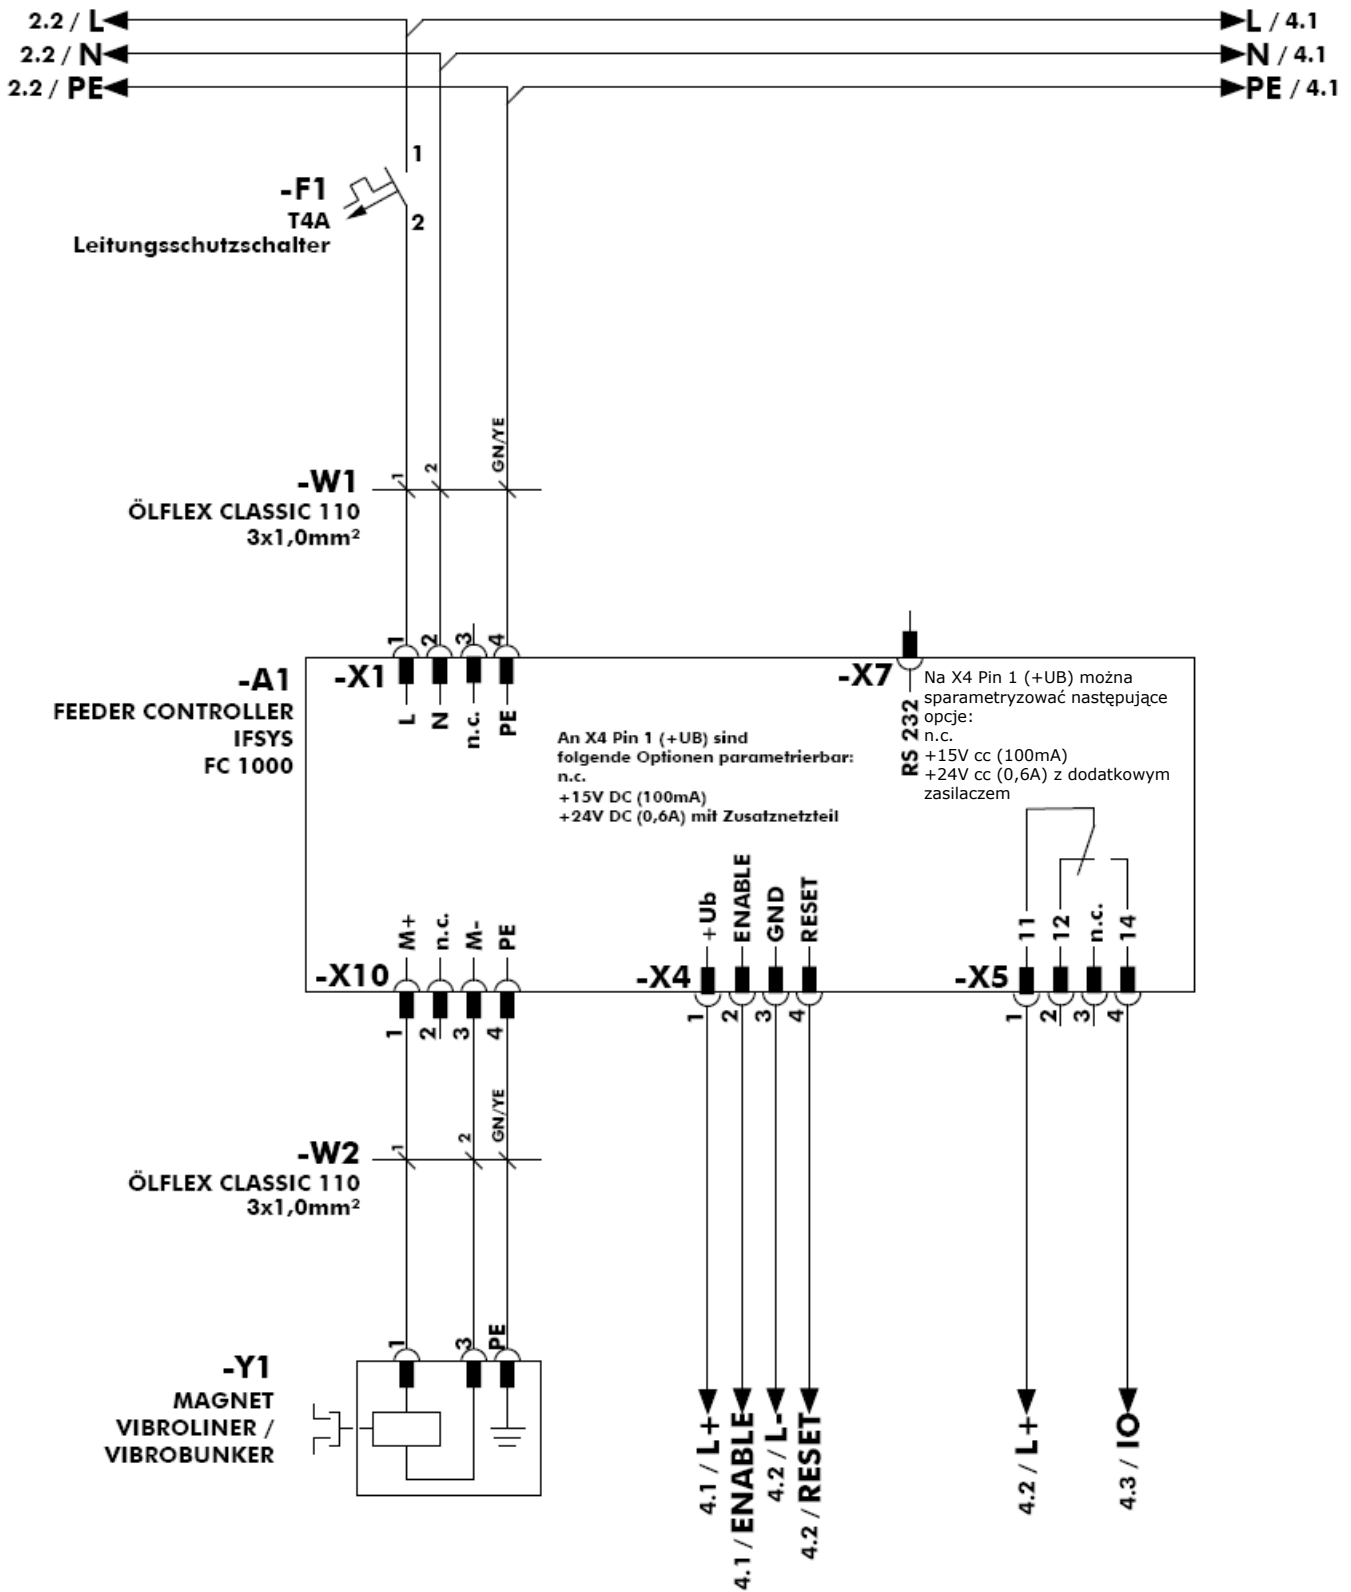 2.2 / L
L / 4.1
2.2 / N
N / 4.1
2.2 / PE
PE / 4.1
1
-F1
T4A
2
Leitungsschutzschalter
1
2
GN/YE
-W1
ÖLFLEX CLASSIC 110
3x1,0mm²
1
2
3
4
-X1
-X7
-A1
FEEDER CONTROLLER
IFSYS
FC 1000
L
N
n.c.
PE
RS 232
Na X4 Pin 1 (+UB) można
sparametryzować następujące
opcje:
n.c.
+15V cc (100mA)
+24V cc (0,6A) z dodatkowym
zasilaczem
An X4 Pin 1 (+UB) sind
folgende Optionen parametrierbar:
n.c.
+15V DC (100mA)
+24V DC (0,6A) mit Zusatznetzteil
M+
n.c.
M-
PE
+Ub
ENABLE
GND
RESET
11
12
n.c.
14
-X10
-X4
-X5
1
2
3
4
1
2
3
4
1
2
3
4
1
2
GN/YE
-W2
ÖLFLEX CLASSIC 110
3x1,0mm²
1
3
PE
-Y1
MAGNET
VIBROLINER /
VIBROBUNKER
4.1 / L+
4.1 / ENABLE
4.2 / L-
4.2 / RESET
4.2 / L+
4.3 / IO